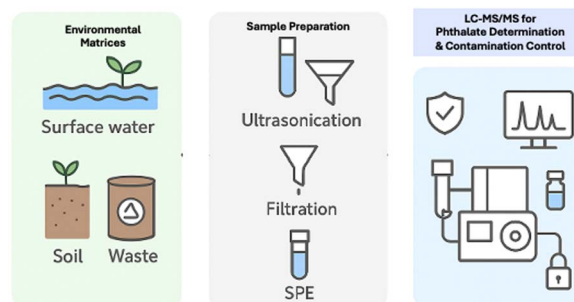 Environmental
Matrices
Surface water
Soil
Waste
Sample Preparation
Ultrasonication
Filtration
SPE
LC-MS/MS for
Phthalate Determination
& Contamination Control